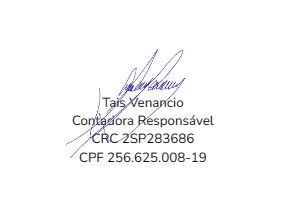 Tais Venancio
Contadora Responsável
CRC 2SP283686
CPF 256.625.008-19